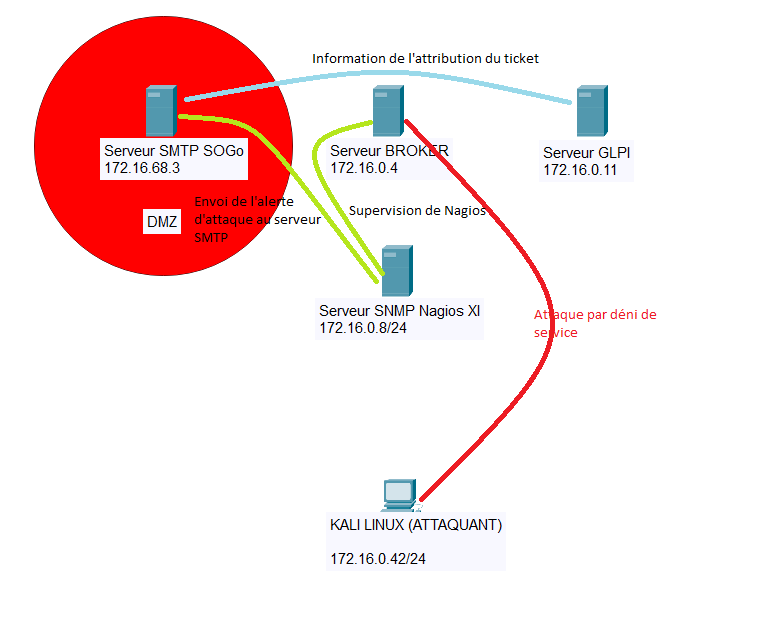 Information de l'attribution du ticket
Serveur SMTP SOGo
172.16.68.3
Serveur BROKER
172.16.0.4
Serveur GLPI
172.16.0.11
Envoi de l'alerte
d'attaque au serveur
SMTP
DMZ
Supervision de Nagios
Serveur SNMP Nagios XI
172.16.0.8/24
Attaque par déni de
service
KALI LINUX (ATTAQUANT)
172.16.0.42/24